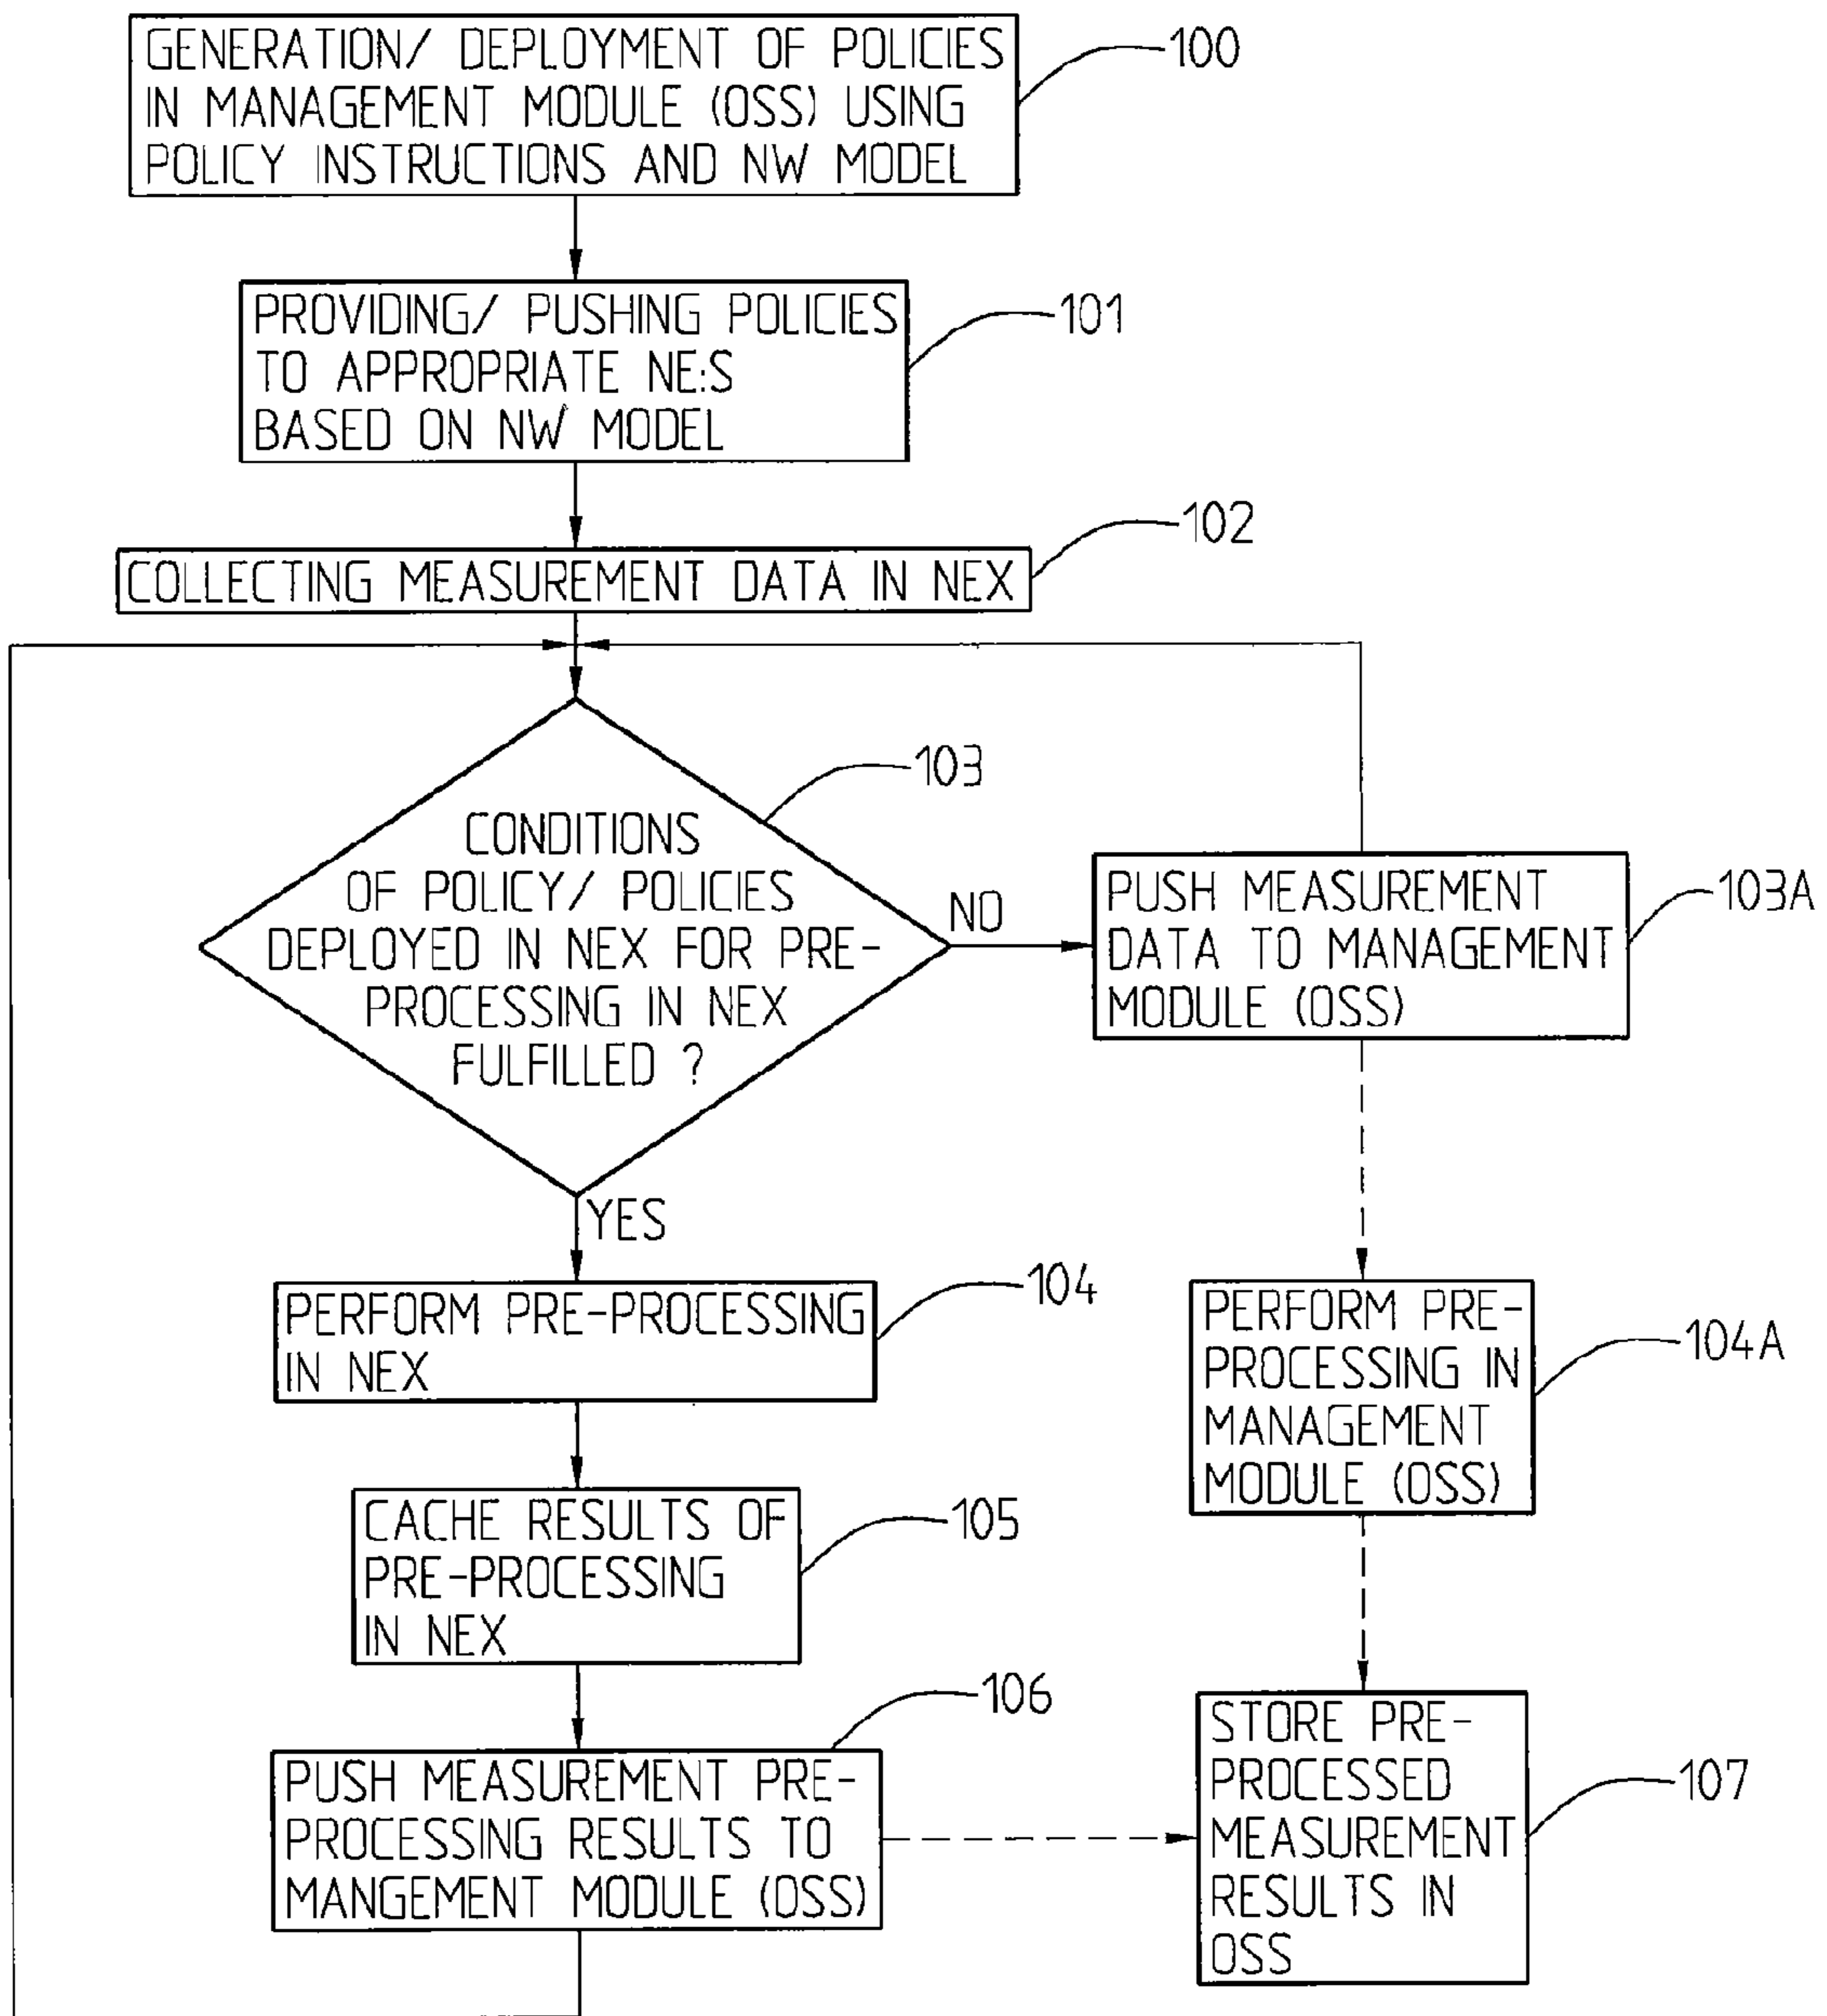 GENERATION/ DEPLOYMENT OF POLICIES
IN MANAGEMENT MODULE (OSS) USING
POLICY INSTRUCTIONS AND NW MODEL
100
PROVIDING/ PUSHING POLICIES
TO APPROPRIATE NE:S
BASED ON NW MODEL
101
COLLECTING MEASUREMENT DATA IN NEX
102
CONDITIONS
OF POLICY/ POLICIES
DEPLOYED IN NEX FOR PRE-
PROCESSING IN NEX
FULFILLED ?
103
NO
PUSH MEASUREMENT
DATA TO MANAGEMENT
MODULE (OSS)
103A
YES
PERFORM PRE-PROCESSING
IN NEX
104
PERFORM PRE-
PROCESSING IN
MANAGEMENT
MODULE (OSS)
104A
CACHE RESULTS OF
PRE-PROCESSING
IN NEX
105
PUSH MEASUREMENT PRE-
PROCESSING RESULTS TO
MANGEMENT MODULE (OSS)
106
STORE PRE-
PROCESSED
MEASUREMENT
RESULTS IN
OSS
107